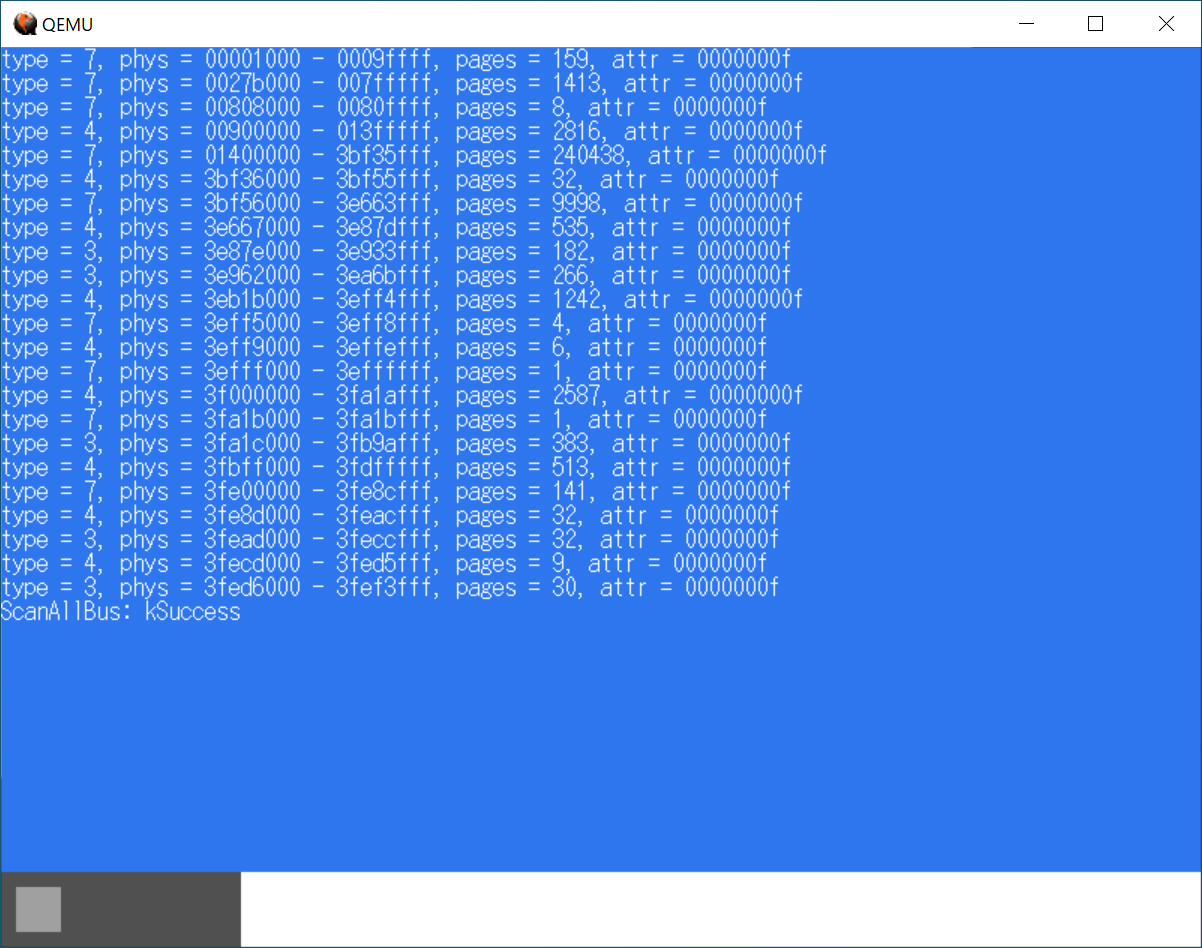 QEMU
type = 7, phys = 00001000 - 0009ffff, pages = 159, attr = 0000000f
type = 7, phys = 0027b000 - 007fffff, pages = 1413, attr = 0000000f
type = 7, phys = 00808000 - 0080ffff, pages = 8, attr = 0000000f
type = 4, phys = 00900000 - 013fffff, pages = 2816, attr = 0000000f
type = 7, phys = 01400000 - 3bf35fff, pages = 240438, attr = 0000000f
type = 4, phys = 3bf36000 - 3bf55fff, pages = 32, attr = 0000000f
type = 7, phys = 3bf56000 - 3e663fff, pages = 9998, attr = 0000000f
type = 4, phys = 3e667000 - 3e87dfff, pages = 535, attr = 0000000f
type = 3, phys = 3e87e000 - 3e933fff, pages = 182, attr = 0000000f
type = 3, phys = 3e962000 - 3ea6bfff, pages = 266, attr = 0000000f
type = 4, phys = 3eb1b000 - 3eff4fff, pages = 1242, attr = 0000000f
type = 7, phys = 3eff5000 - 3eff8fff, pages = 4, attr = 0000000f
type = 4, phys = 3eff9000 - 3effefff, pages = 6, attr = 0000000f
type = 7, phys = 3efff000 - 3effffff, pages = 1, attr = 0000000f
type = 4, phys = 3f000000 - 3fa1afff, pages = 2587, attr = 0000000f
type = 7, phys = 3fa1b000 - 3fa1bfff, pages = 1, attr = 0000000f
type = 3, phys = 3fa1c000 - 3fb9afff, pages = 383, attr = 0000000f
type = 4, phys = 3fbff000 - 3fdfffff, pages = 513, attr = 0000000f
type = 7, phys = 3fe00000 - 3fe8cfff, pages = 141, attr = 0000000f
type = 4, phys = 3fe8d000 - 3feacfff, pages = 32, attr = 0000000f
type = 3, phys = 3fead000 - 3feccfff, pages = 32, attr = 0000000f
type = 4, phys = 3fecd000 - 3fed5fff, pages = 9, attr = 0000000f
type = 3, phys = 3fed6000 - 3fef3fff, pages = 30, attr = 0000000f
ScanAllBus: kSuccess